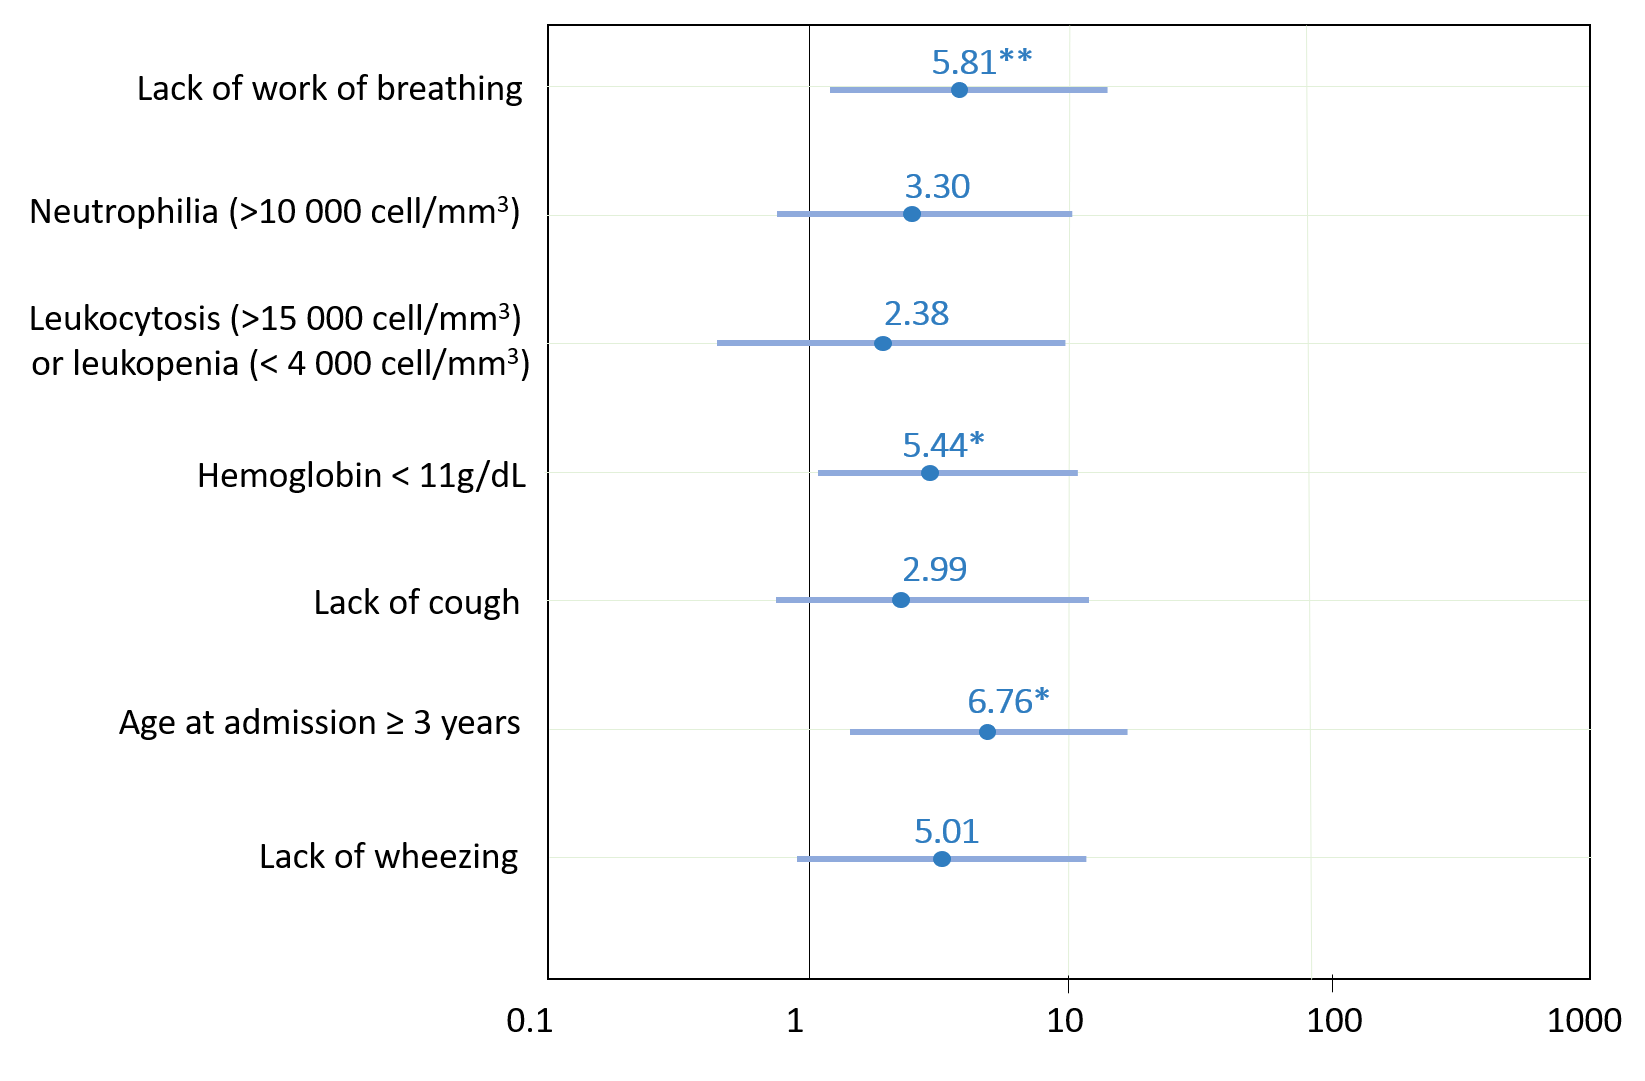 5.81**
Lack of work of breathing
3.30
Neutrophilia (>10 000 cell/mm³)
2.38
Leukocytosis (>15 000 cell/mm³)
or leukopenia (< 4 000 cell/mm³)
5.44*
Hemoglobin < 11g/dL
2.99
Lack of cough
6.76*
Age at admission ≥ 3 years
5.01
Lack of wheezing
0.1 1 10 100 1000